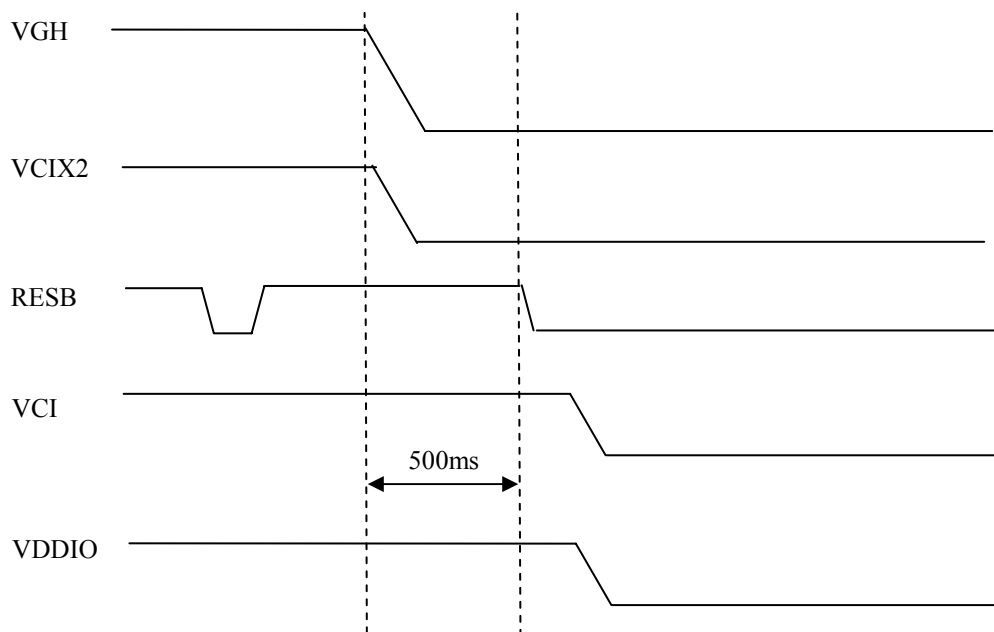 VGH
VCIX2
RESB
VCI
500ms
VDDIO